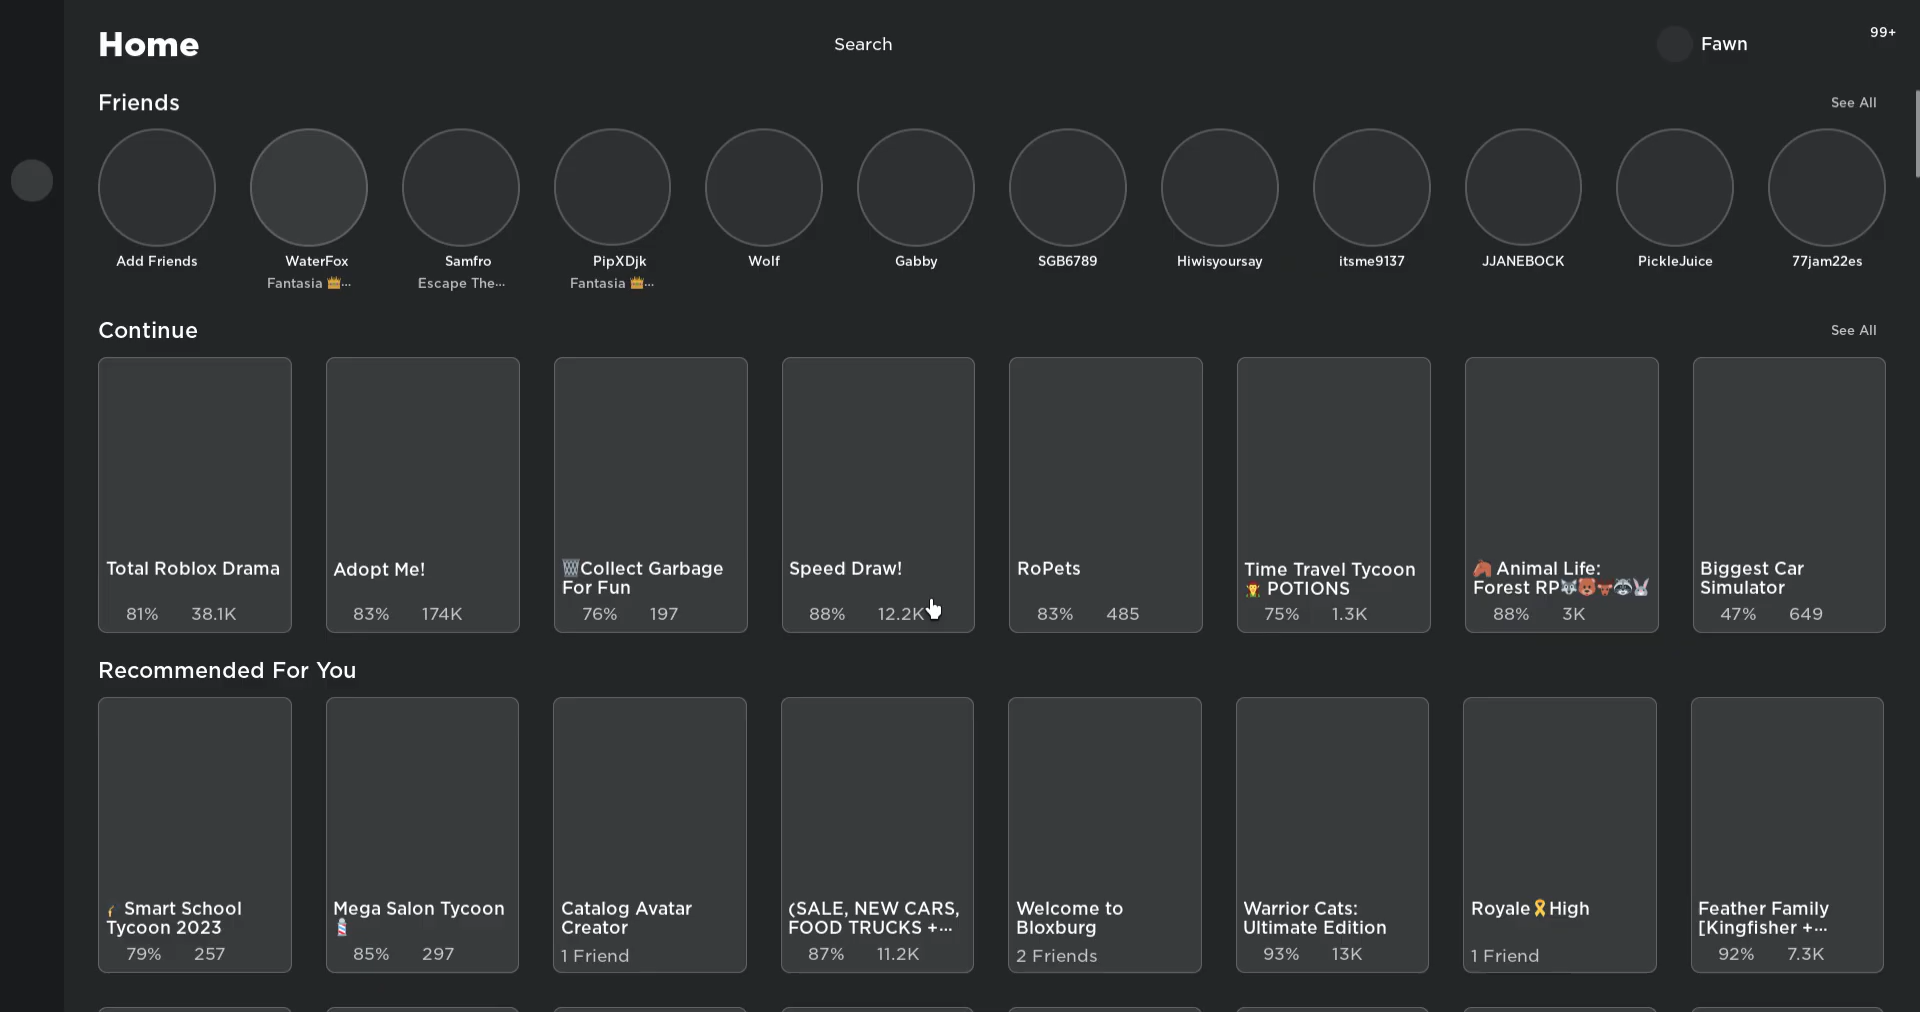 Home
Search
Fawn
99+
Friends
See All
Add Friends
WaterFox
Fantasia 👑...
Samfro
Escape The...
PipXDjk
Fantasia 👑...
Wolf
Gabby
SGB6789
Hiwisyoursay
itsme9137
JJANEBOCK
PickleJuice
77jam22es
Continue
See All
Total Roblox Drama
81% 38.1K
Adopt Me!
83% 174K
🗑️Collect Garbage
For Fun
76% 197
Speed Draw!
88% 12.2K
RoPets
83% 485
Time Travel Tycoon
🧝 POTIONS
75% 1.3K
🐴 Animal Life:
Forest RP🐺🐻🦌🦝🐰
88% 3K
Biggest Car
Simulator
47% 649
Recommended For You
Smart School
Tycoon 2023
79% 257
Mega Salon Tycoon
💈
85% 297
Catalog Avatar
Creator
1 Friend
(SALE, NEW CARS,
FOOD TRUCKS +...
87% 11.2K
Welcome to
Bloxburg
2 Friends
Warrior Cats:
Ultimate Edition
93% 13K
Royale🎗️High
1 Friend
Feather Family
[Kingfisher +...
92% 7.3K